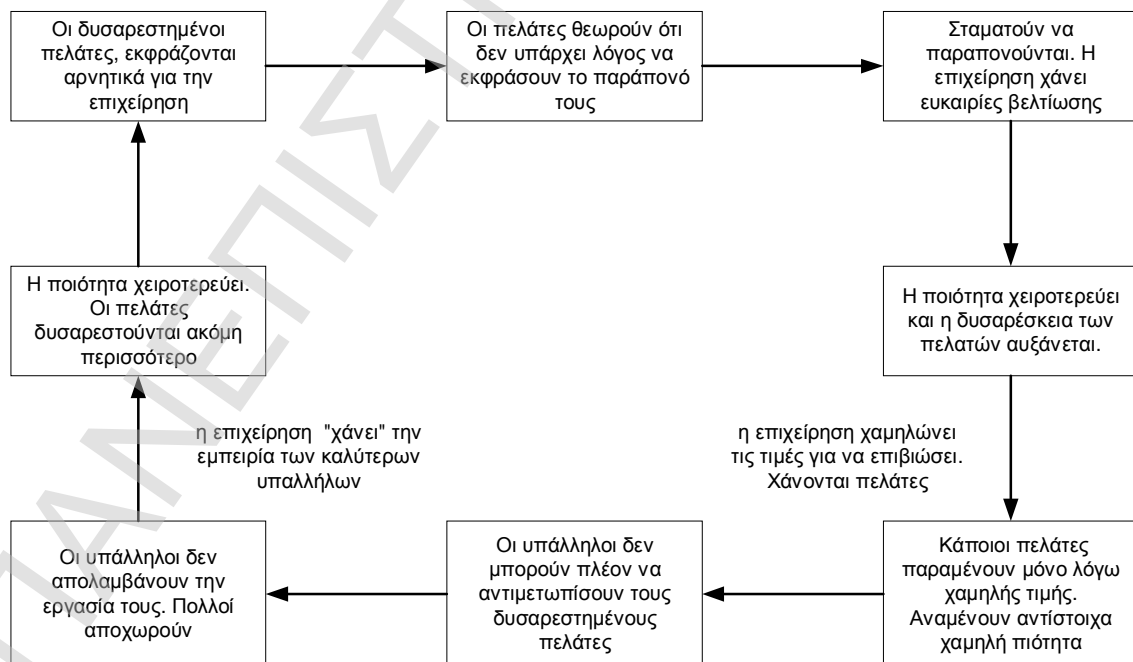 Οι δυσαρεστημένοι
πελάτες, εκφράζονται
αρνητικά για την
επιχείρηση
Οι πελάτες θεωρούν ότι
δεν υπάρχει λόγος να
εκφράσουν το παράπονό
τους
Σταματούν να
παραπονούνται. Η
επιχείρηση χάνει
ευκαιρίες βελτίωσης
Η ποιότητα χειροτερεύει
και η δυσαρέσκεια των
πελατών αυξάνεται.
η επιχείρηση χαμηλώνει
τις τιμές για να επιβιώσει.
Χάνονται πελάτες
Κάποιοι πελάτες
παραμένουν μόνο λόγω
χαμηλής τιμής.
Αναμένουν αντίστοιχα
χαμηλή πιότητα
Οι υπάλληλοι δεν
μπορούν πλέον να
αντιμετωπίσουν τους
δυσαρεστημένους
πελάτες
Οι υπάλληλοι δεν
απολαμβάνουν την
εργασία τους. Πολλοί
αποχωρούν
η επιχείρηση "χάνει" την
εμπειρία των καλύτερων
υπαλλήλων
Η ποιότητα χειροτερεύει.
Οι πελάτες
δυσαρεστούνται ακόμη
περισσότερο
ΠΑΝΕΠΙΣΤ